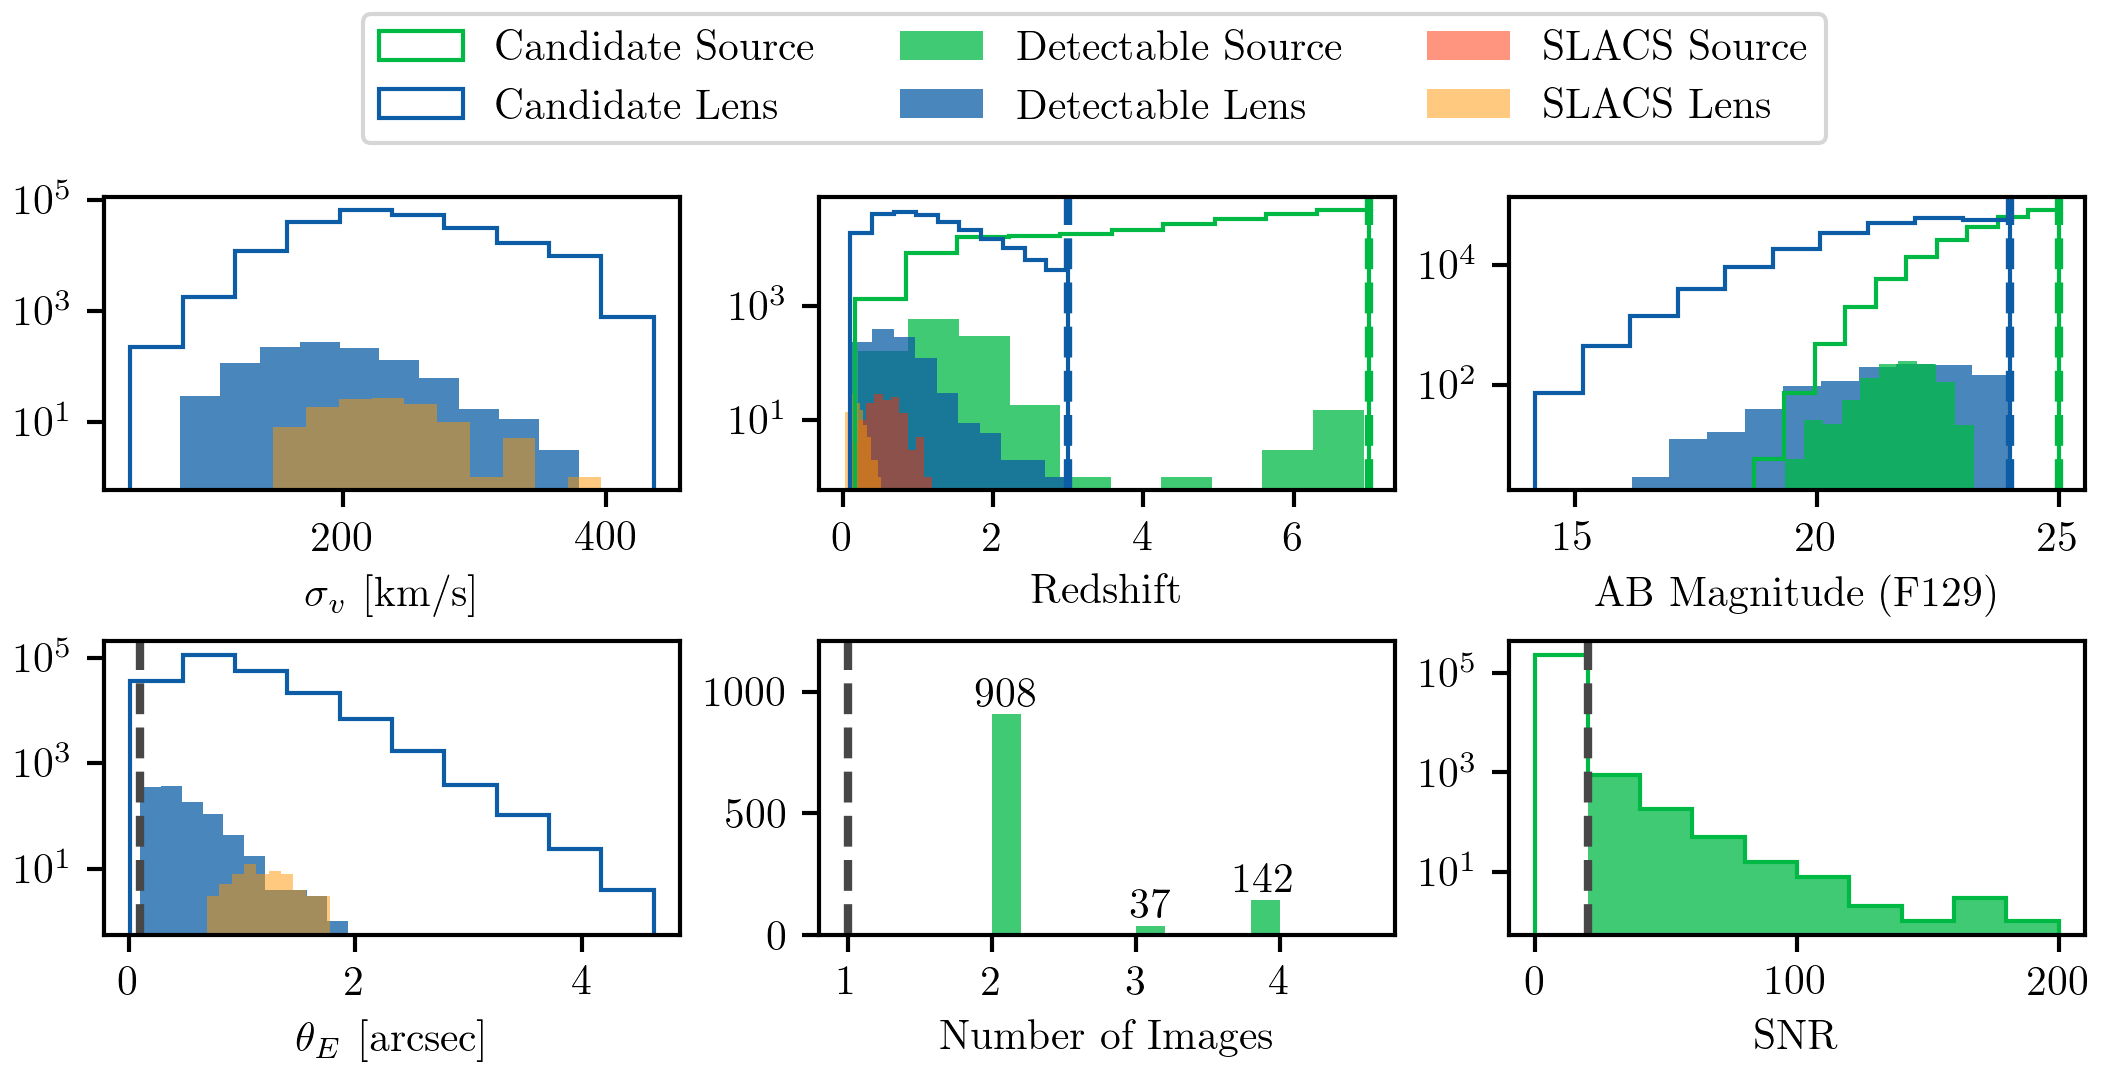 Candidate Source Detectable Source SLACS Source
Candidate Lens Detectable Lens SLACS Lens
10^5
10^3
10^1
200 400
σ_v [km/s]
10^3
10^1
0 2 4 6
Redshift
10^4
10^2
15 20 25
AB Magnitude (F129)
10^5
10^3
10^1
0 2 4
θ_E [arcsec]
1000
500
0
908
37
142
1 2 3 4
Number of Images
10^5
10^3
10^1
0 100 200
SNR